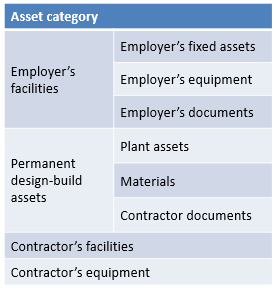 Asset category
Employer's
facilities
Employer's fixed assets
Employer's equipment
Employer's documents
Permanent
design-build
assets
Plant assets
Materials
Contractor documents
Contractor's facilities
Contractor's equipment